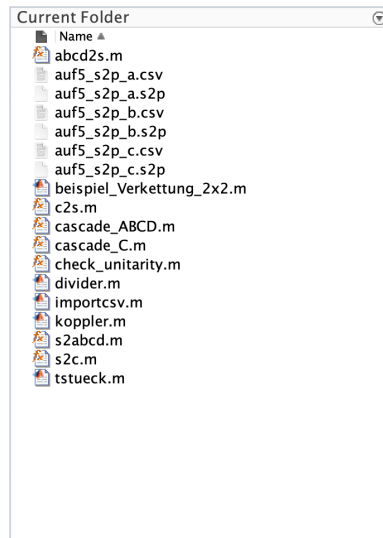 Current Folder
Name
abcd2s.m
auf5_s2p_a.csv
auf5_s2p_a.s2p
auf5_s2p_b.csv
auf5_s2p_b.s2p
auf5_s2p_c.csv
auf5_s2p_c.s2p
beispiel_Verkettung_2x2.m
c2s.m
cascade_ABCD.m
cascade_C.m
check_unitarity.m
divider.m
importcsv.m
koppler.m
s2abcd.m
s2c.m
tstueck.m